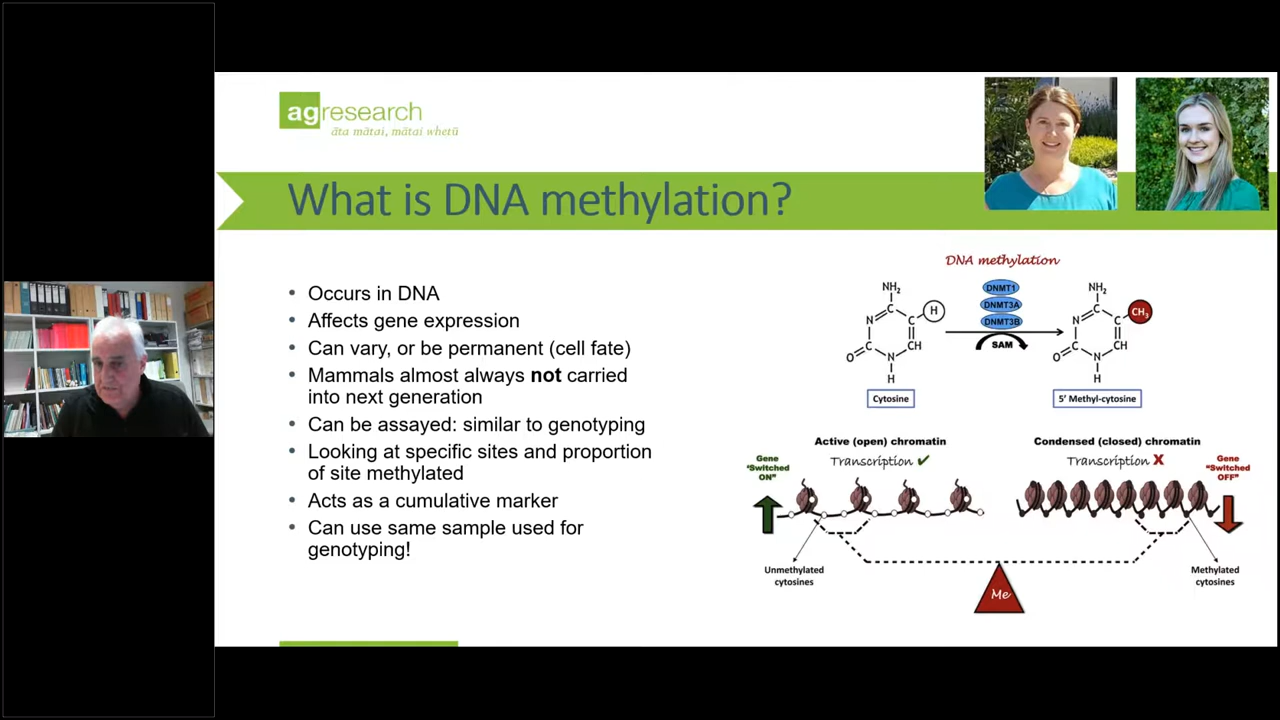 agresearch
āta mātai, mātai whetū
What is DNA methylation?
• Occurs in DNA
• Affects gene expression
• Can vary, or be permanent (cell fate)
• Mammals almost always not carried
into next generation
• Can be assayed: similar to genotyping
• Looking at specific sites and proportion
of site methylated
• Acts as a cumulative marker
• Can use same sample used for
genotyping!
DNA methylation
NH₂
N
C
C
H
O
C
CH
N
H
Cytosine
DNMT1
DNMT3A
DNMT3B
SAM
NH₂
N
C
C
CH₃
O
C
CH
N
H
5' Methyl-cytosine
Active (open) chromatin
Transcription ✓
Gene
"Switched
ON"
Unmethylated
cytosines
Condensed (closed) chromatin
Transcription X
Gene
"Switched
OFF"
Methylated
cytosines
Me